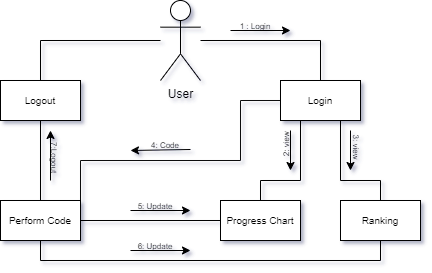 1 : Login
User
Logout
Login
7: Logout
4: Code
2: view
3: view
5: Update
Perform Code
Progress Chart
Ranking
6: Update